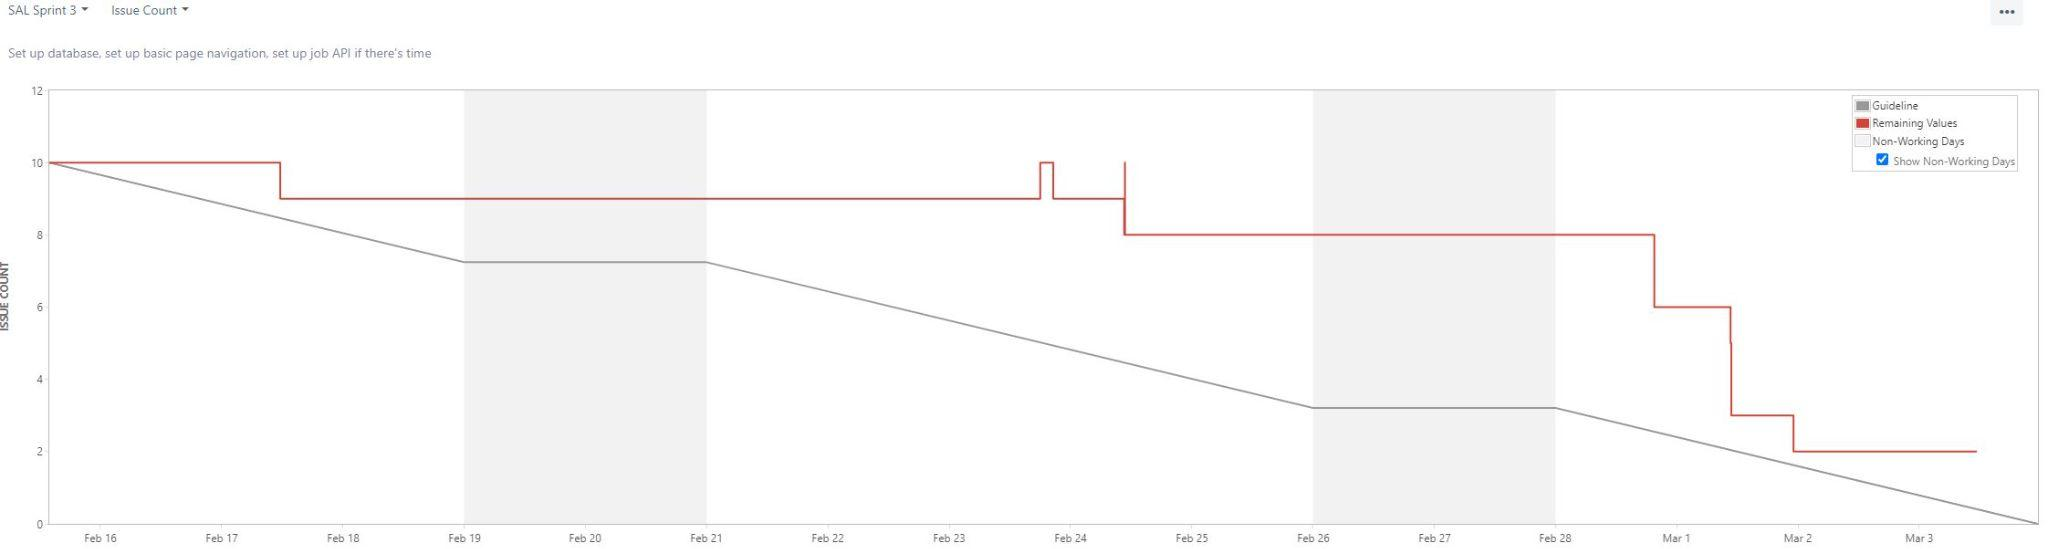 SAL Sprint 3 Issue Count
Set up database, set up basic page navigation, set up job API if there's time
Guideline
Remaining Values
Non-Working Days
Show Non-Working Days
ISSUE COUNT
12
10
8
6
4
2
0
Feb 16 Feb 17 Feb 18 Feb 19 Feb 20 Feb 21 Feb 22 Feb 23 Feb 24 Feb 25 Feb 26 Feb 27 Feb 28 Mar 1 Mar 2 Mar 3